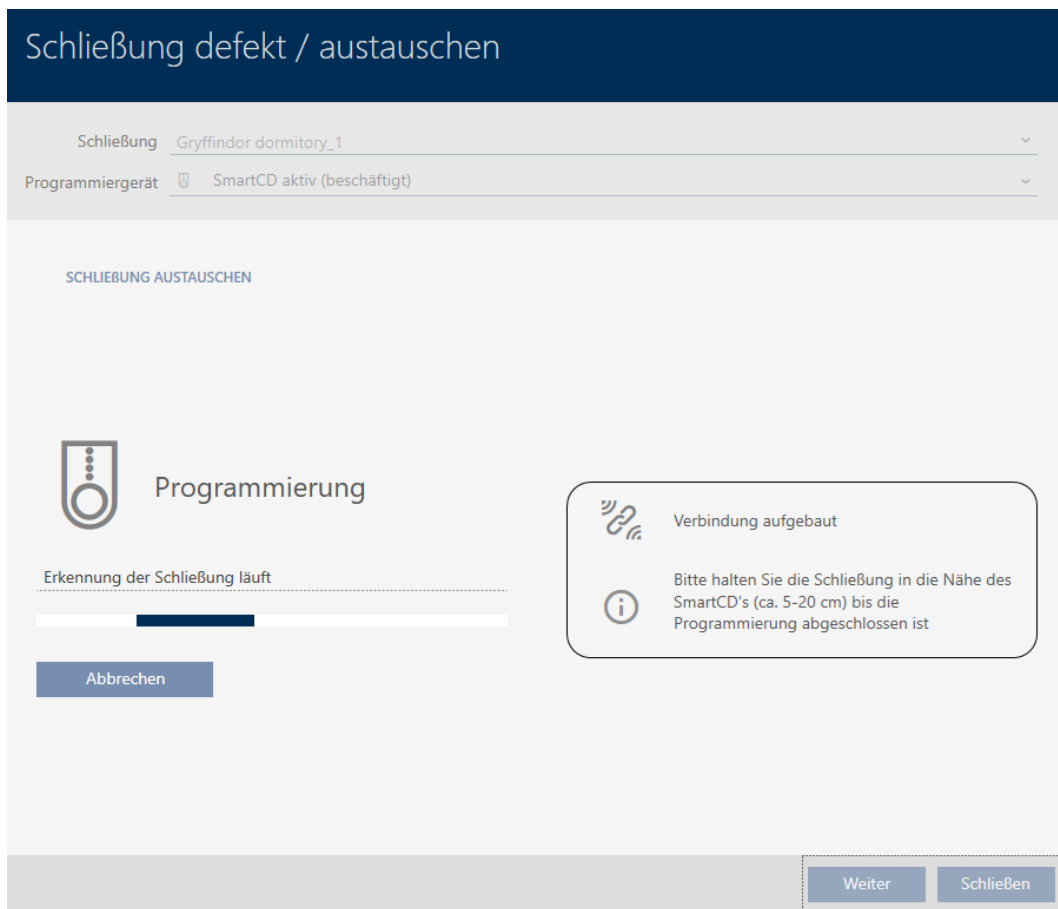 Schließung defekt / austauschen
Schließung Gryffindor dormitory_1
Programmiergerät SmartCD aktiv (beschäftigt)
SCHLIEßUNG AUSTAUSCHEN
Programmierung
Erkennung der Schließung läuft
Abbrechen
Verbindung aufgebaut
Bitte halten Sie die Schließung in die Nähe des
SmartCD's (ca. 5-20 cm) bis die
Programmierung abgeschlossen ist
Weiter Schließen